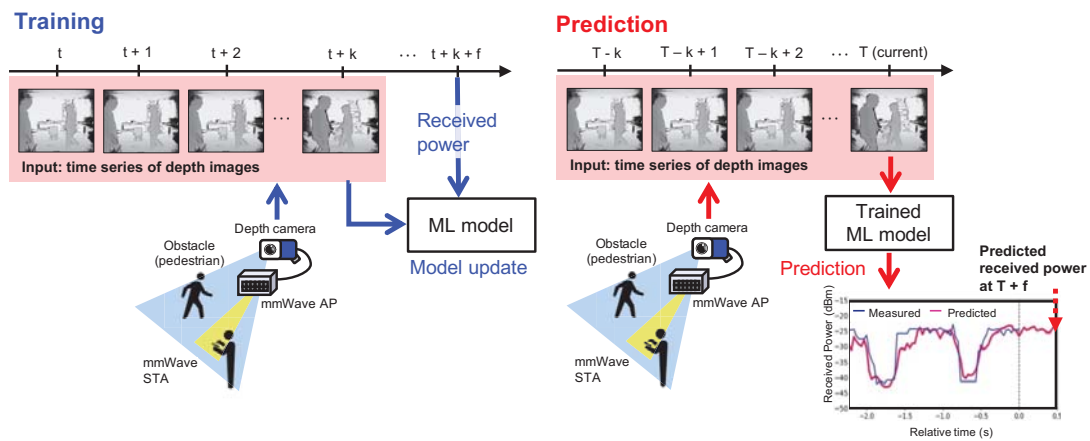 Training
t
t + 1
t + 2
t + k
...
t + k + f
...
Input: time series of depth images
Received
power
ML model
Model update
Depth camera
Obstacle
(pedestrian)
mmWave AP
mmWave
STA
Prediction
T - k
T – k + 1
T – k + 2
...
T (current)
...
Input: time series of depth images
Trained
ML model
Prediction
Depth camera
Obstacle
(pedestrian)
mmWave AP
mmWave
STA
Predicted
received power
at T + f
Measured
Predicted
Received Power (dBm)
−15
−20
−25
−30
−35
−40
−45
−50
−2.0
−1.5
−1.0
−0.5
0.0
0.1
Relative time (s)